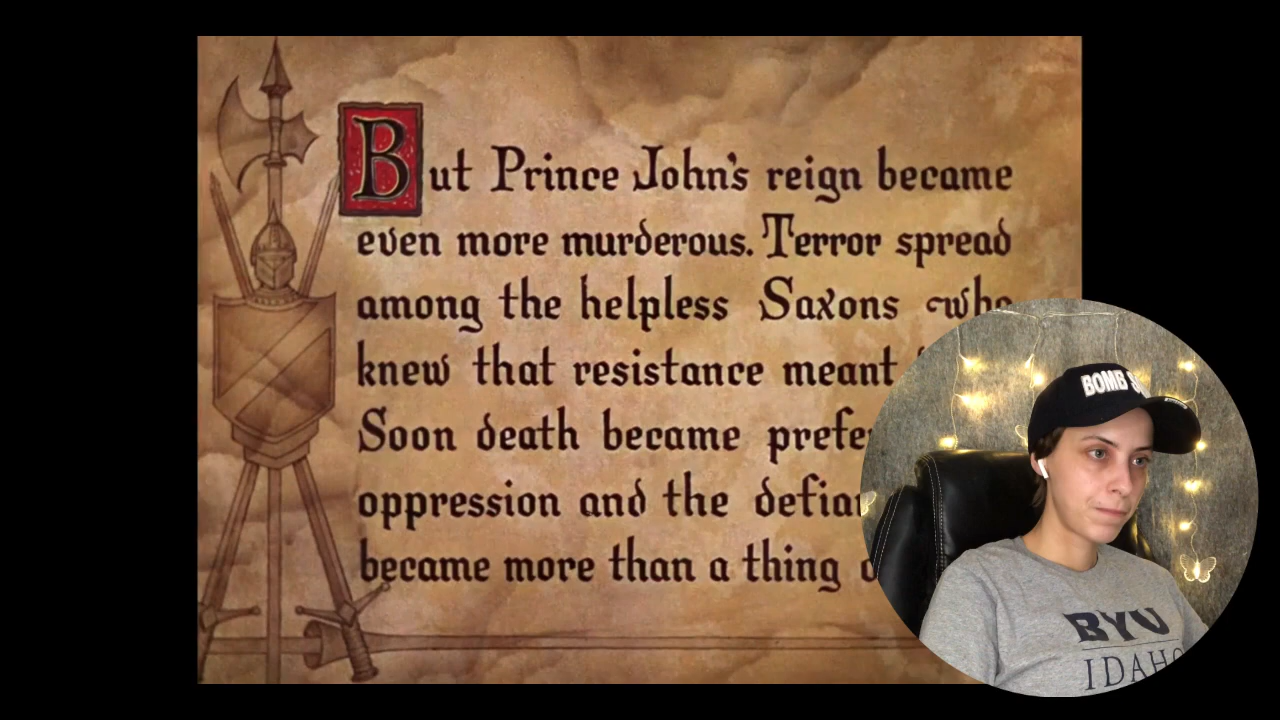 But Prince John's reign became
even more murderous. Terror spread
among the helpless Saxons who
knew that resistance meant
Soon death became
oppression and the
became more than a thing
BOMB
BYU
IDAHO